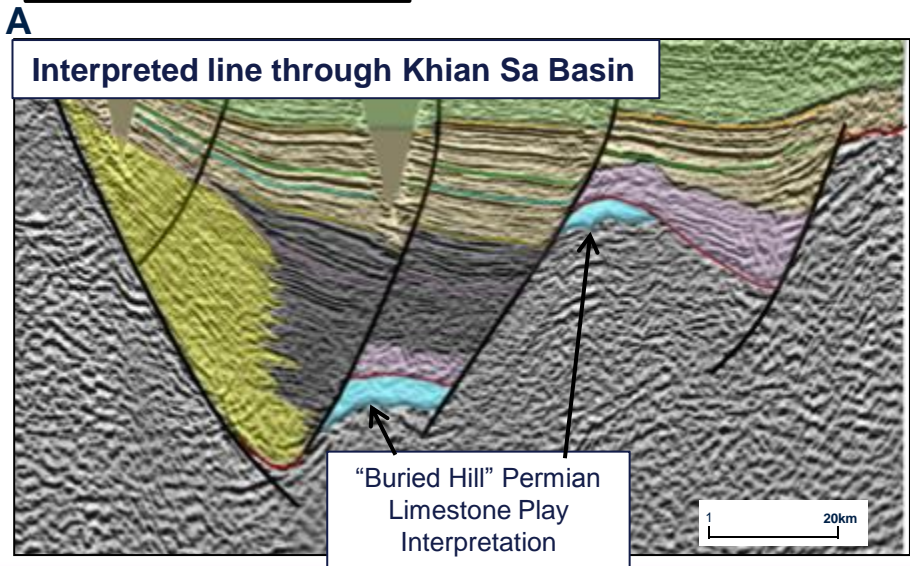 A
Interpreted line through Khian Sa Basin
“Buried Hill” Permian
Limestone Play
Interpretation
1 20km